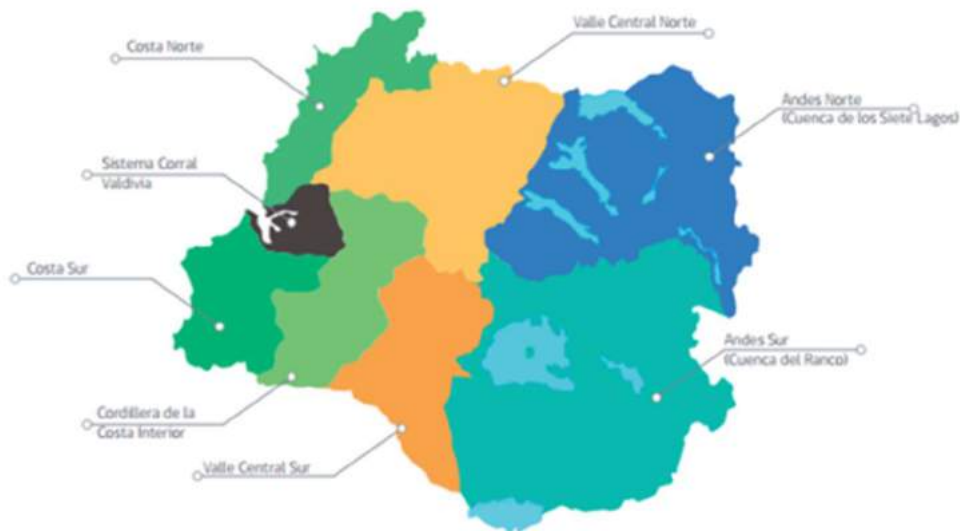 Valle Central Norte
Costa Norte
Andes Norte
(Cuenca de los Siete Lagos)
Sistema Corral
Valdivia
Costa Sur
Andes Sur
(Cuenca del Ranco)
Cordillera de la
Costa Interior
Valle Central Sur